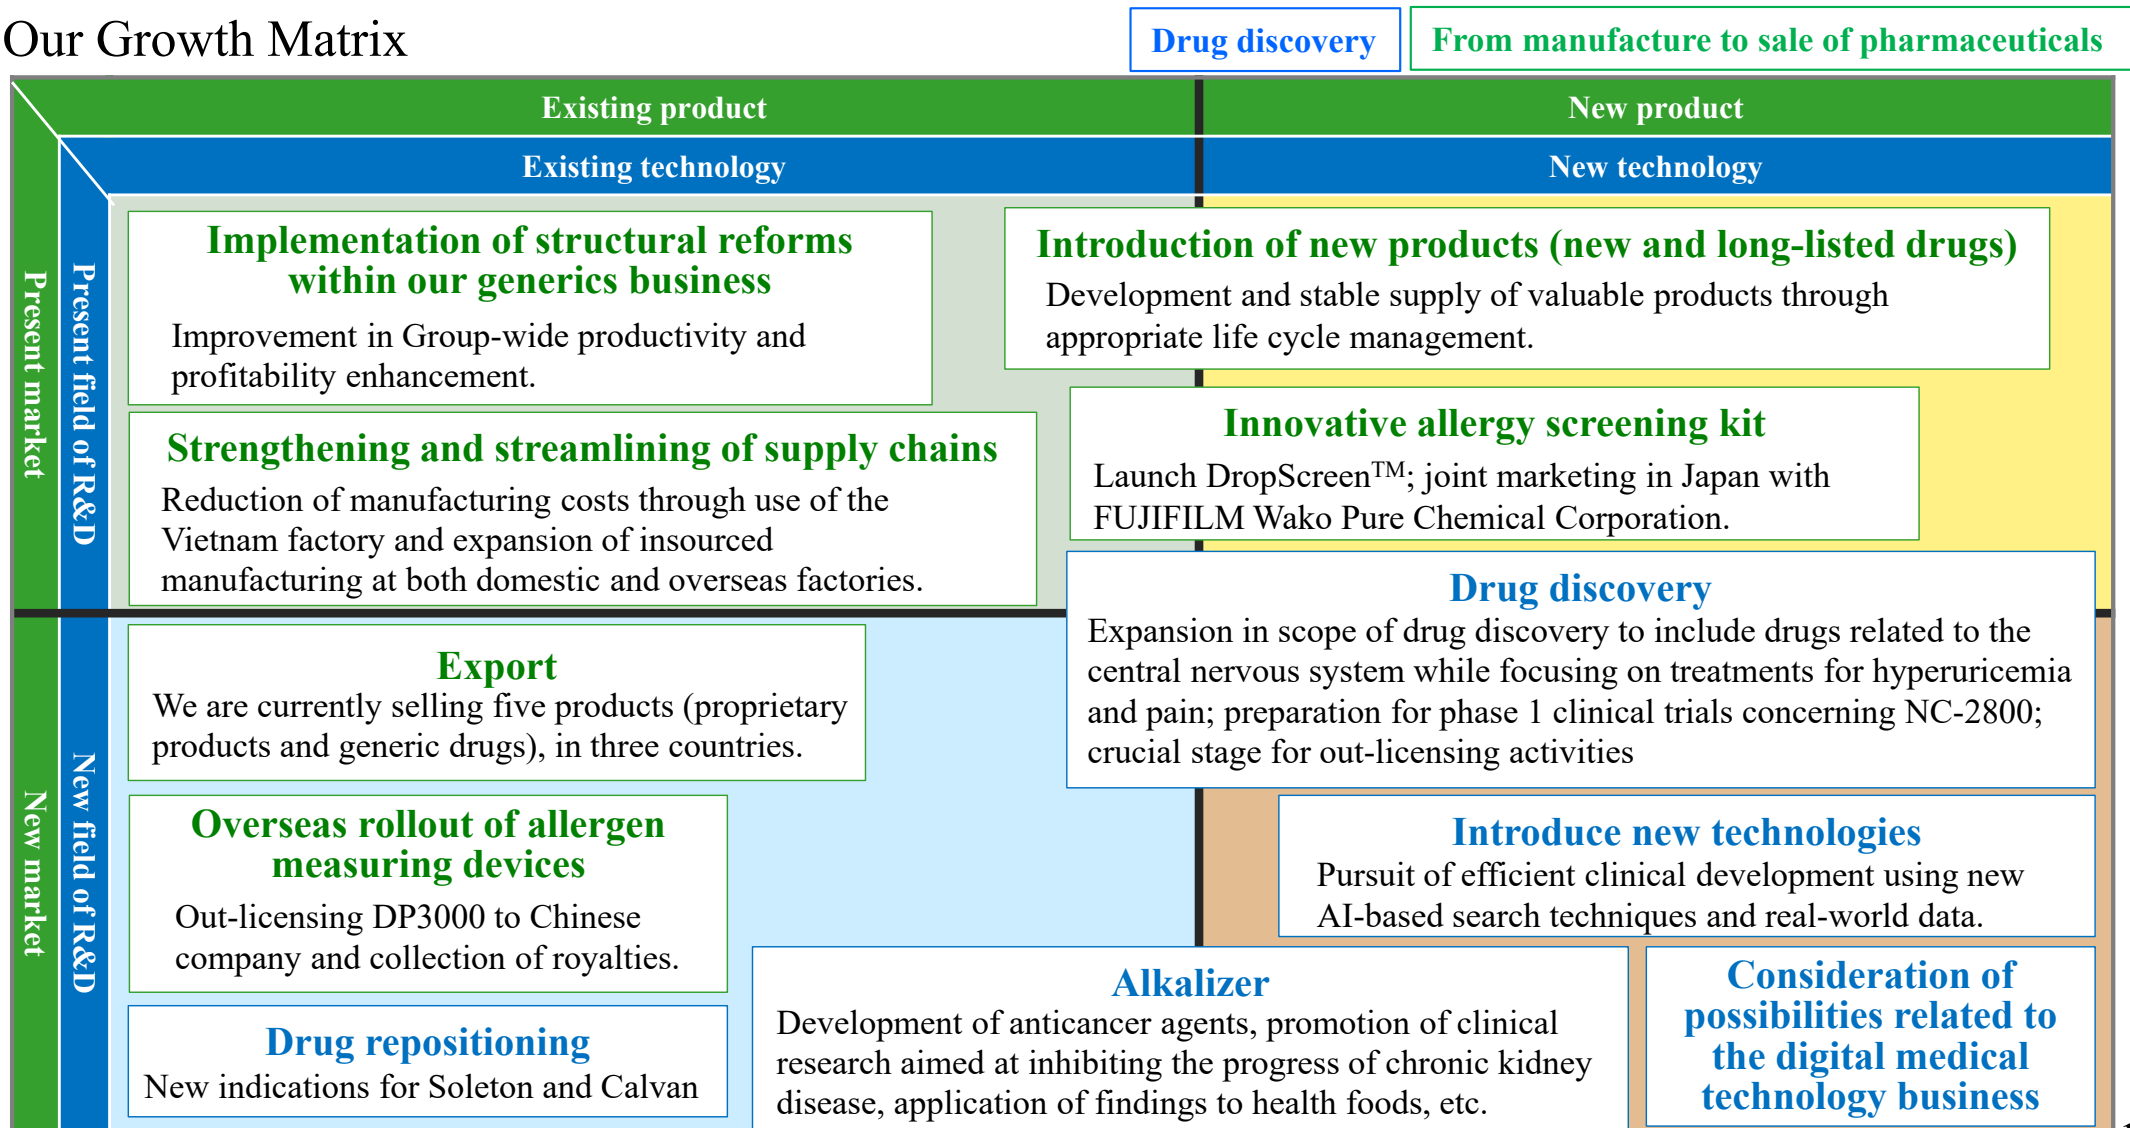 Our Growth Matrix
Drug discovery
From manufacture to sale of pharmaceuticals
Existing product
New product
Existing technology
New technology
Present market
Present field of R&D
Implementation of structural reforms
within our generics business
Improvement in Group-wide productivity and
profitability enhancement.
Strengthening and streamlining of supply chains
Reduction of manufacturing costs through use of the
Vietnam factory and expansion of insourced
manufacturing at both domestic and overseas factories.
Introduction of new products (new and long-listed drugs)
Development and stable supply of valuable products through
appropriate life cycle management.
Innovative allergy screening kit
Launch DropScreen™; joint marketing in Japan with
FUJIFILM Wako Pure Chemical Corporation.
Drug discovery
Expansion in scope of drug discovery to include drugs related to the
central nervous system while focusing on treatments for hyperuricemia
and pain; preparation for phase 1 clinical trials concerning NC-2800;
crucial stage for out-licensing activities
New market
New field of R&D
Export
We are currently selling five products (proprietary
products and generic drugs), in three countries.
Overseas rollout of allergen
measuring devices
Out-licensing DP3000 to Chinese
company and collection of royalties.
Drug repositioning
New indications for Soleton and Calvan
Alkalizer
Development of anticancer agents, promotion of clinical
research aimed at inhibiting the progress of chronic kidney
disease, application of findings to health foods, etc.
Introduce new technologies
Pursuit of efficient clinical development using new
AI-based search techniques and real-world data.
Consideration of
possibilities related to
the digital medical
technology business